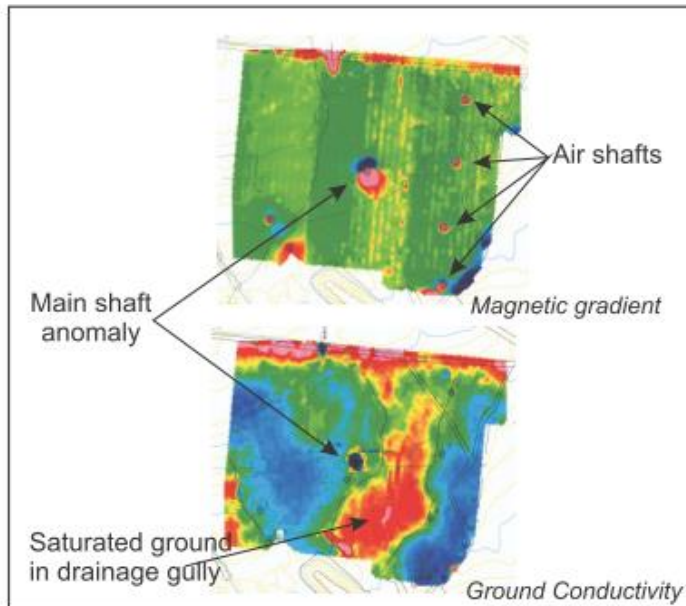 Air shafts
Magnetic gradient
Main shaft
anomaly
Saturated ground
in drainage gully
Ground Conductivity